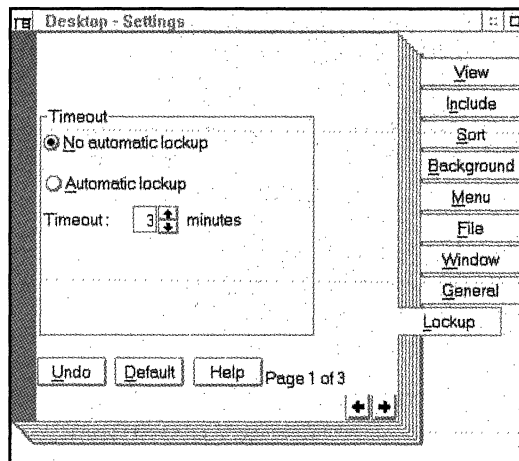 Desktop - Settings
View
Include
Sort
Background
Menu
File
Window
General
Lockup
Timeout
No automatic lockup
Automatic lockup
Timeout: 3 minutes
Undo Default Help Page 1 of 3